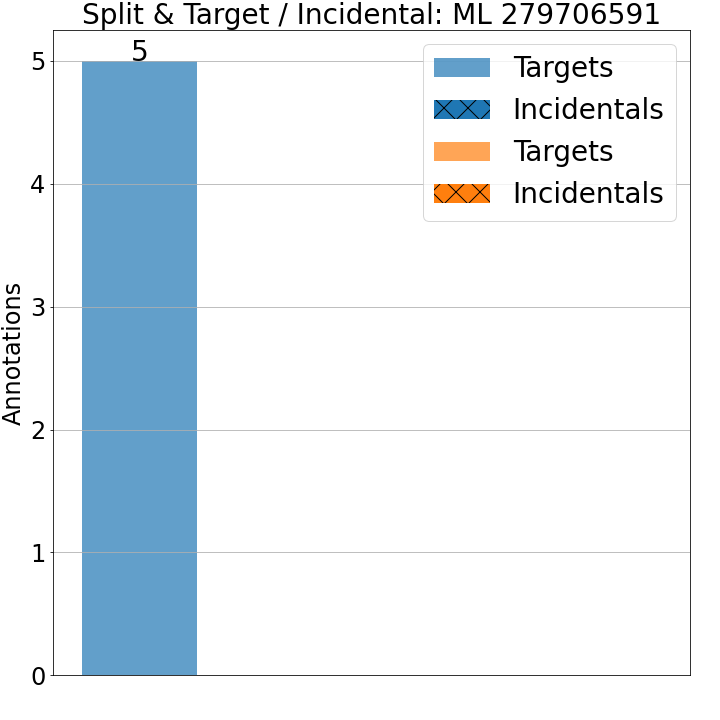 Split & Target / Incidental: ML 279706591
5
Targets
Incidentals
Targets
Incidentals
Annotations
5
4
3
2
1
0